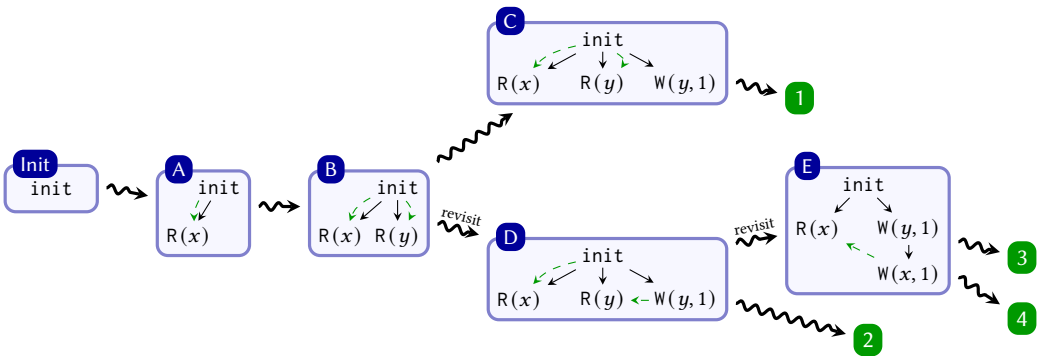 Init
init
A
init
R(x)
B
init
R(x) R(y)
C
init
R(x) R(y) W(y, 1)
1
revisit
D
init
R(x) R(y) W(y, 1)
2
revisit
E
init
R(x) W(y, 1)
W(x, 1)
3
4